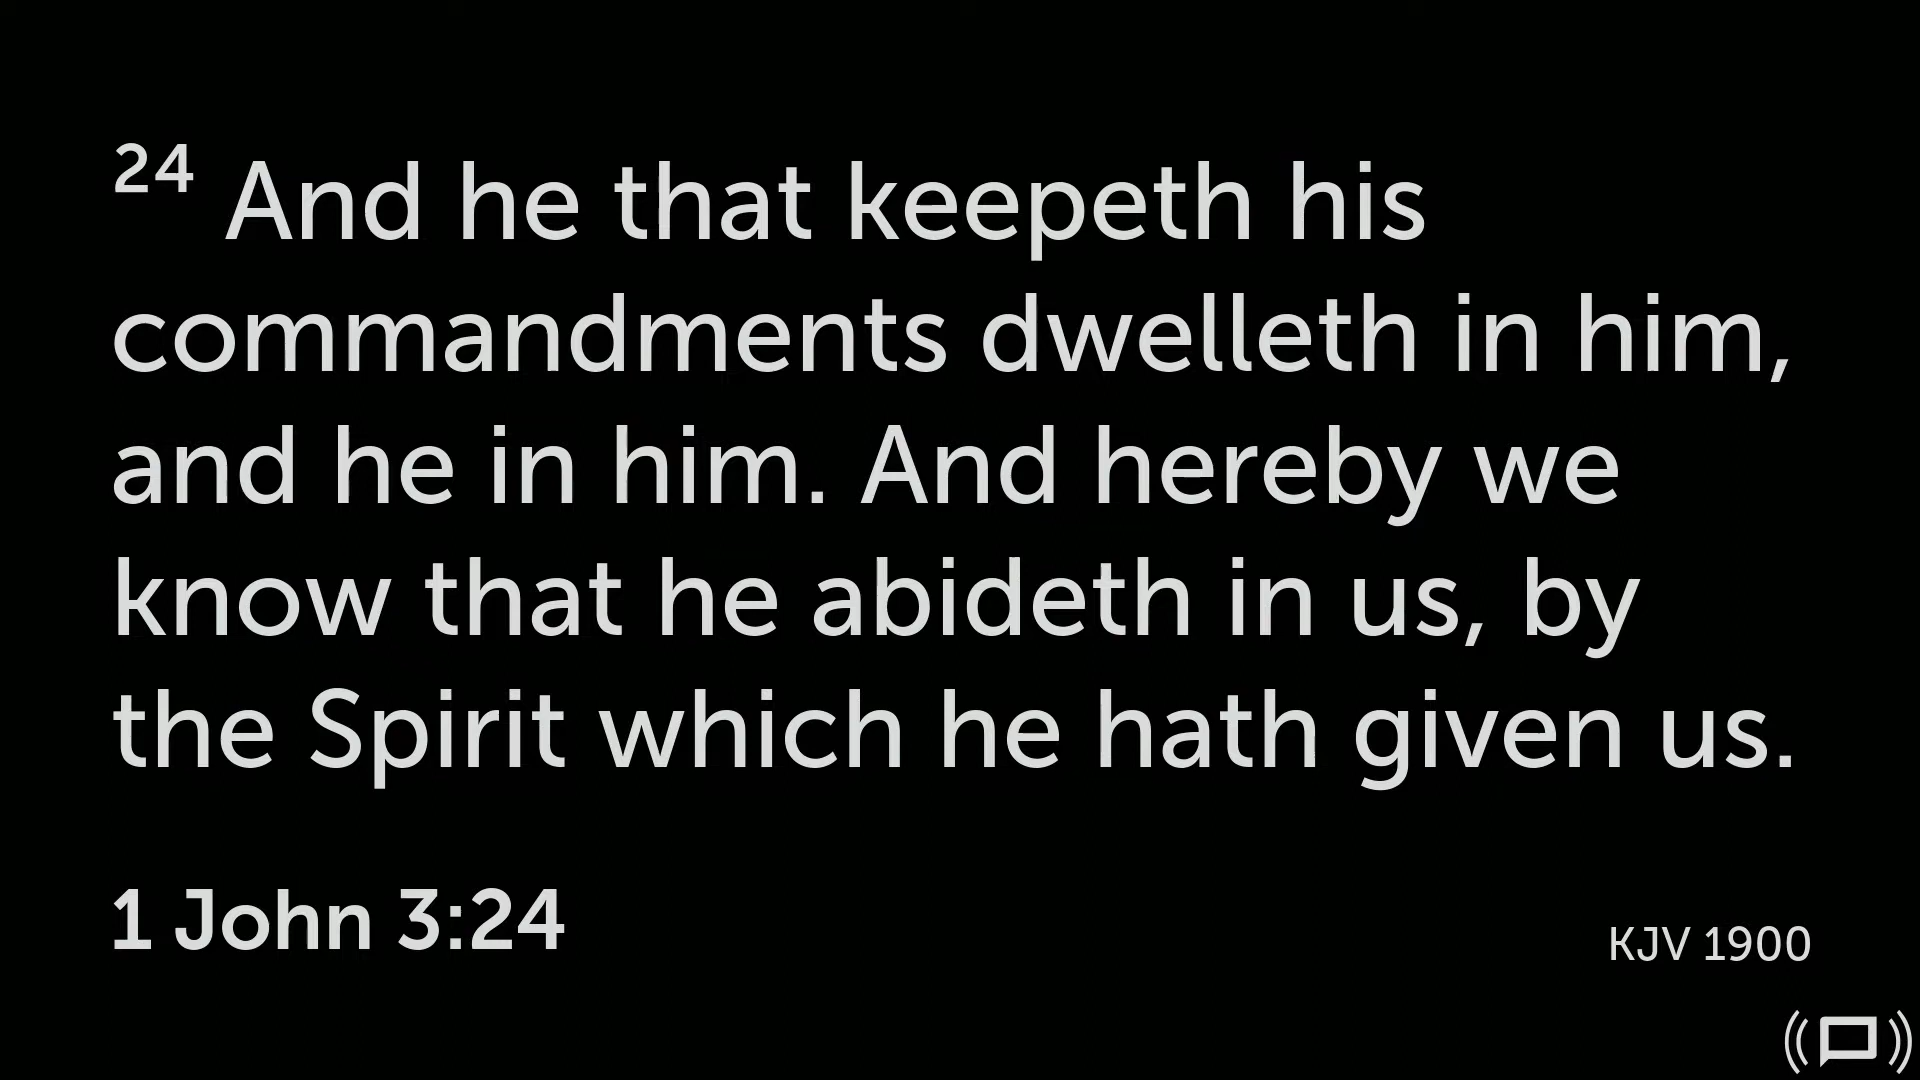 24 And he that keepeth his
commandments dwelleth in him,
and he in him. And hereby we
know that he abideth in us, by
the Spirit which he hath given us.
1 John 3:24
KJV 1900